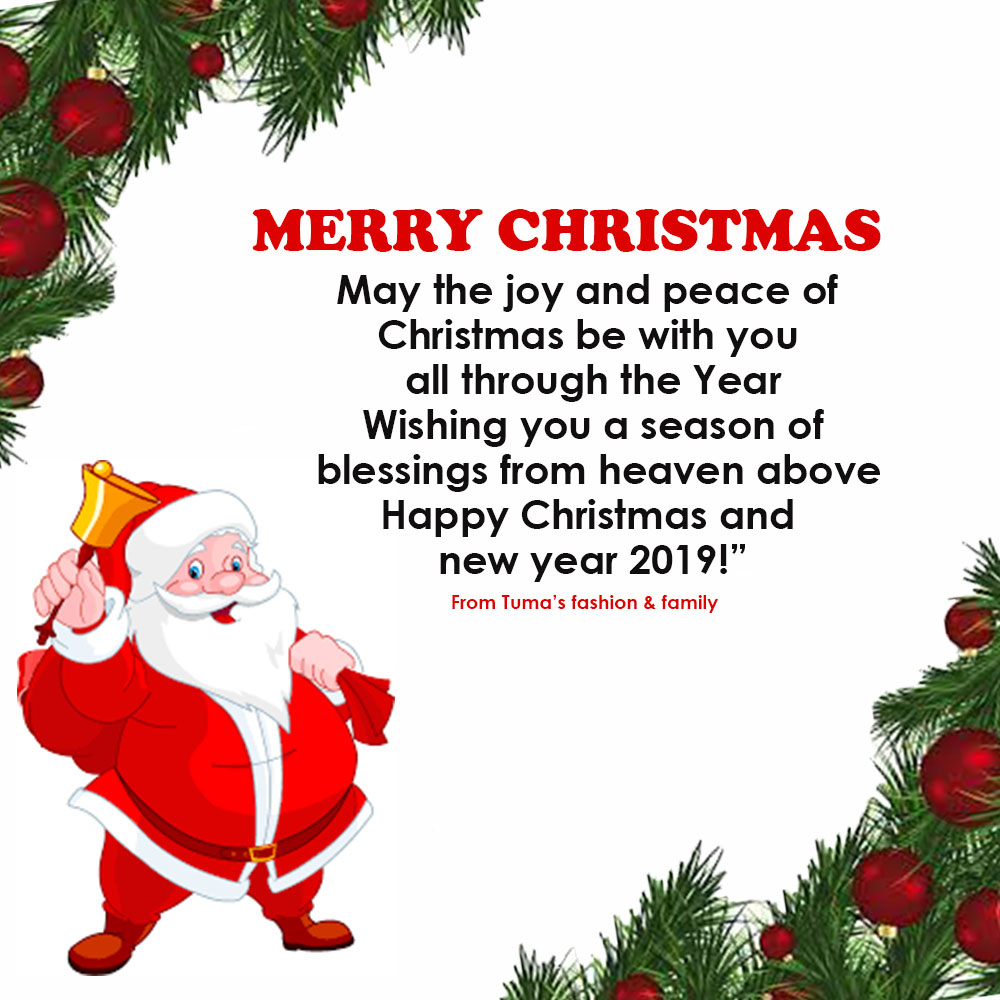 MERRY CHRISTMAS
May the joy and peace of
Christmas be with you
all through the Year
Wishing you a season of
blessings from heaven above
Happy Christmas and
new year 2019!”
From Tuma’s fashion & family